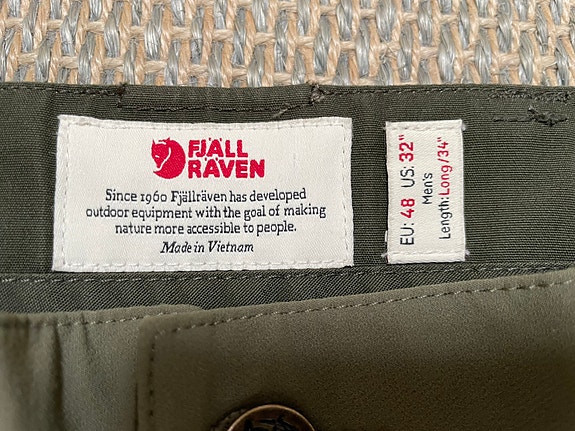 FJÄLL
RÄVEN
Since 1960 Fjällräven has developed
outdoor equipment with the goal of making
nature more accessible to people.
Made in Vietnam
EU: 48 US: 32"
Men's
Length:Long/34"